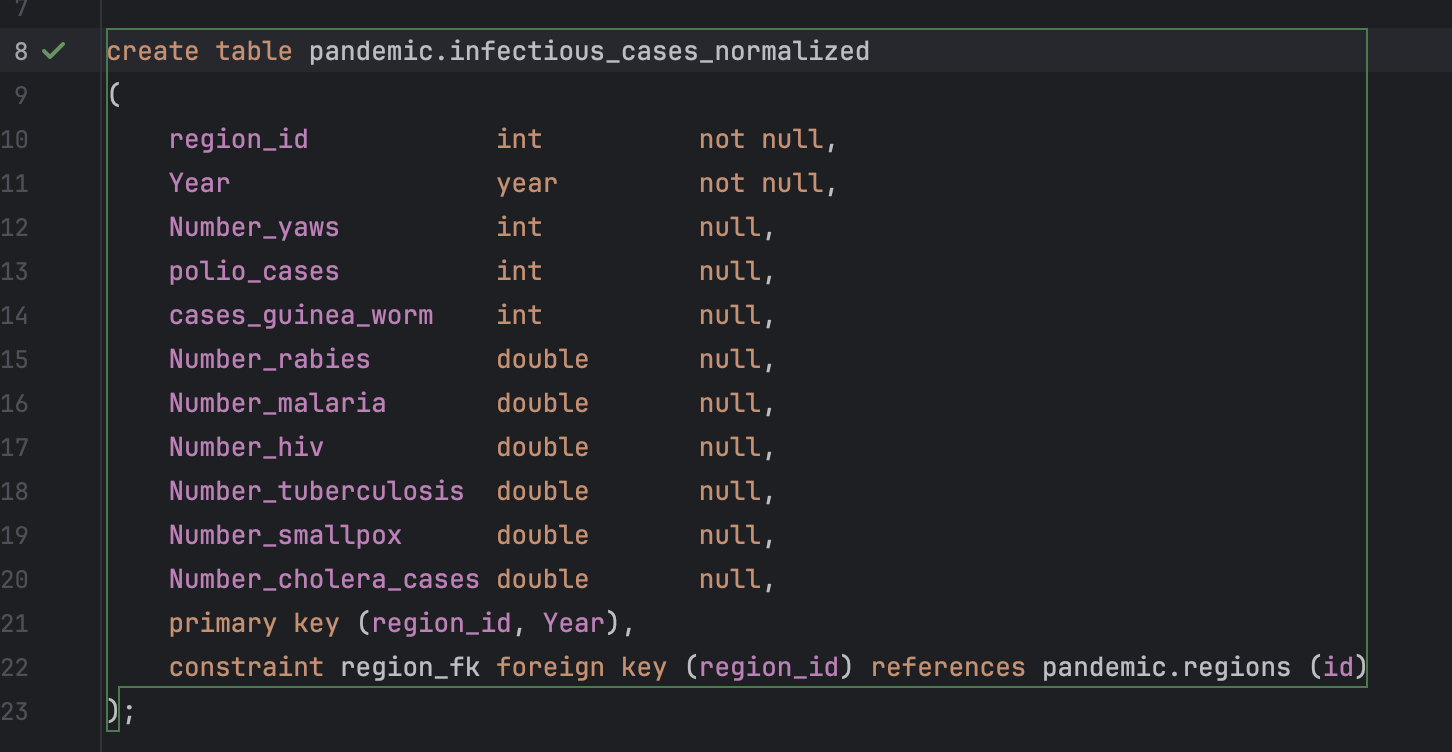 7
8 create table pandemic.infectious_cases_normalized
9 (
10 region_id int not null,
11 Year year not null,
12 Number_yaws int null,
13 polio_cases int null,
14 cases_guinea_worm int null,
15 Number_rabies double null,
16 Number_malaria double null,
17 Number_hiv double null,
18 Number_tuberculosis double null,
19 Number_smallpox double null,
20 Number_cholera_cases double null,
21 primary key (region_id, Year),
22 constraint region_fk foreign key (region_id) references pandemic.regions (id)
23 );